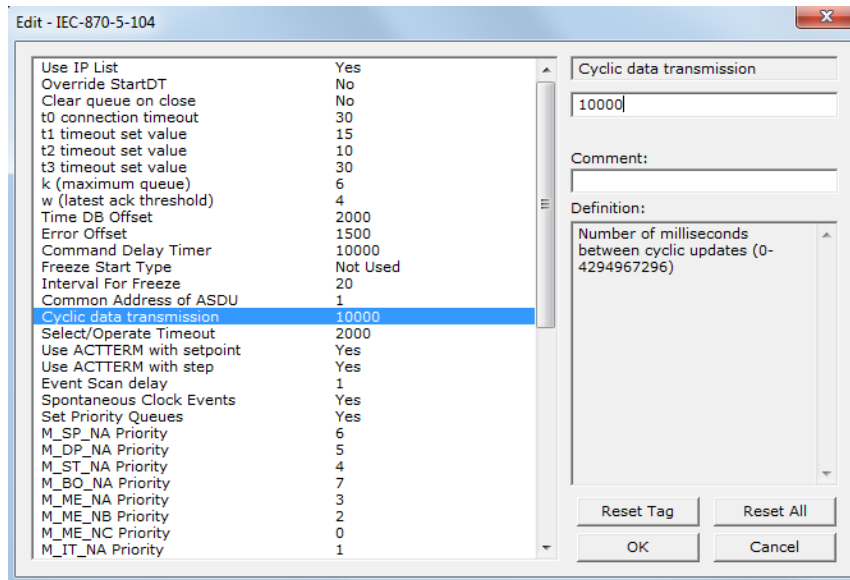 Edit - IEC-870-5-104
Use IP List Yes
Override StartDT No
Clear queue on close No
t0 connection timeout 30
t1 timeout set value 15
t2 timeout set value 10
t3 timeout set value 30
k (maximum queue) 6
w (latest ack threshold) 4
Time DB Offset 2000
Error Offset 1500
Command Delay Timer 10000
Freeze Start Type Not Used
Interval For Freeze 20
Common Address of ASDU 1
Cyclic data transmission 10000
Select/Operate Timeout 2000
Use ACTTERM with setpoint Yes
Use ACTTERM with step Yes
Event Scan delay 1
Spontaneous Clock Events Yes
Set Priority Queues Yes
M_SP_NA Priority 6
M_DP_NA Priority 5
M_ST_NA Priority 4
M_BO_NA Priority 7
M_ME_NA Priority 3
M_ME_NB Priority 2
M_ME_NC Priority 0
M_IT_NA Priority 1
Cyclic data transmission
10000
Comment:
Definition:
Number of milliseconds
between cyclic updates (0-
4294967296)
Reset Tag Reset All
OK Cancel